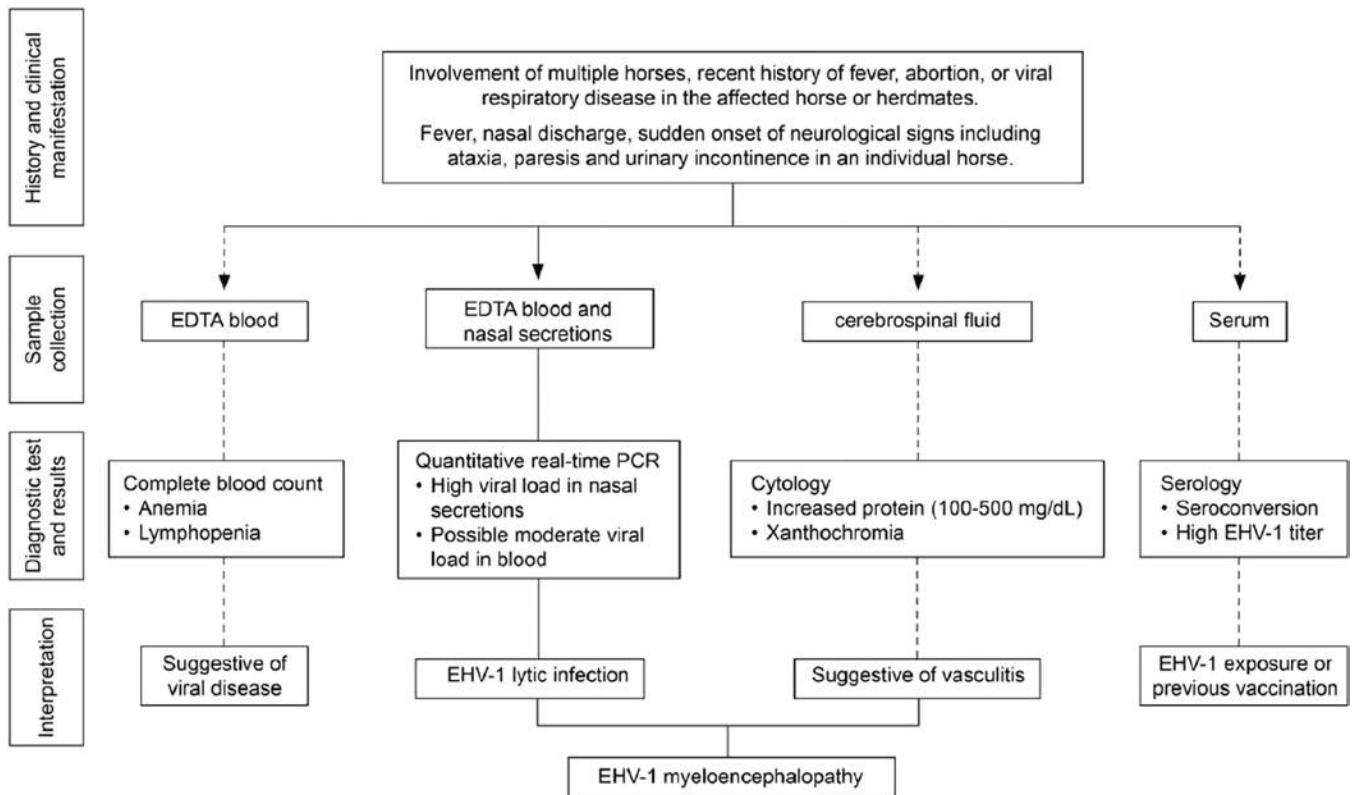 History and clinical
manifestation
Involvement of multiple horses, recent history of fever, abortion, or viral
respiratory disease in the affected horse or herdmates.
Fever, nasal discharge, sudden onset of neurological signs including
ataxia, paresis and urinary incontinence in an individual horse.
Sample
collection
EDTA blood
EDTA blood and
nasal secretions
cerebrospinal fluid
Serum
Diagnostic test
and results
Complete blood count
• Anemia
• Lymphopenia
Quantitative real-time PCR
• High viral load in nasal
secretions
• Possible moderate viral
load in blood
Cytology
• Increased protein (100-500 mg/dL)
• Xanthochromia
Serology
• Seroconversion
• High EHV-1 titer
Interpretation
Suggestive of
viral disease
EHV-1 lytic infection
Suggestive of vasculitis
EHV-1 exposure or
previous vaccination
EHV-1 myeloencephalopathy